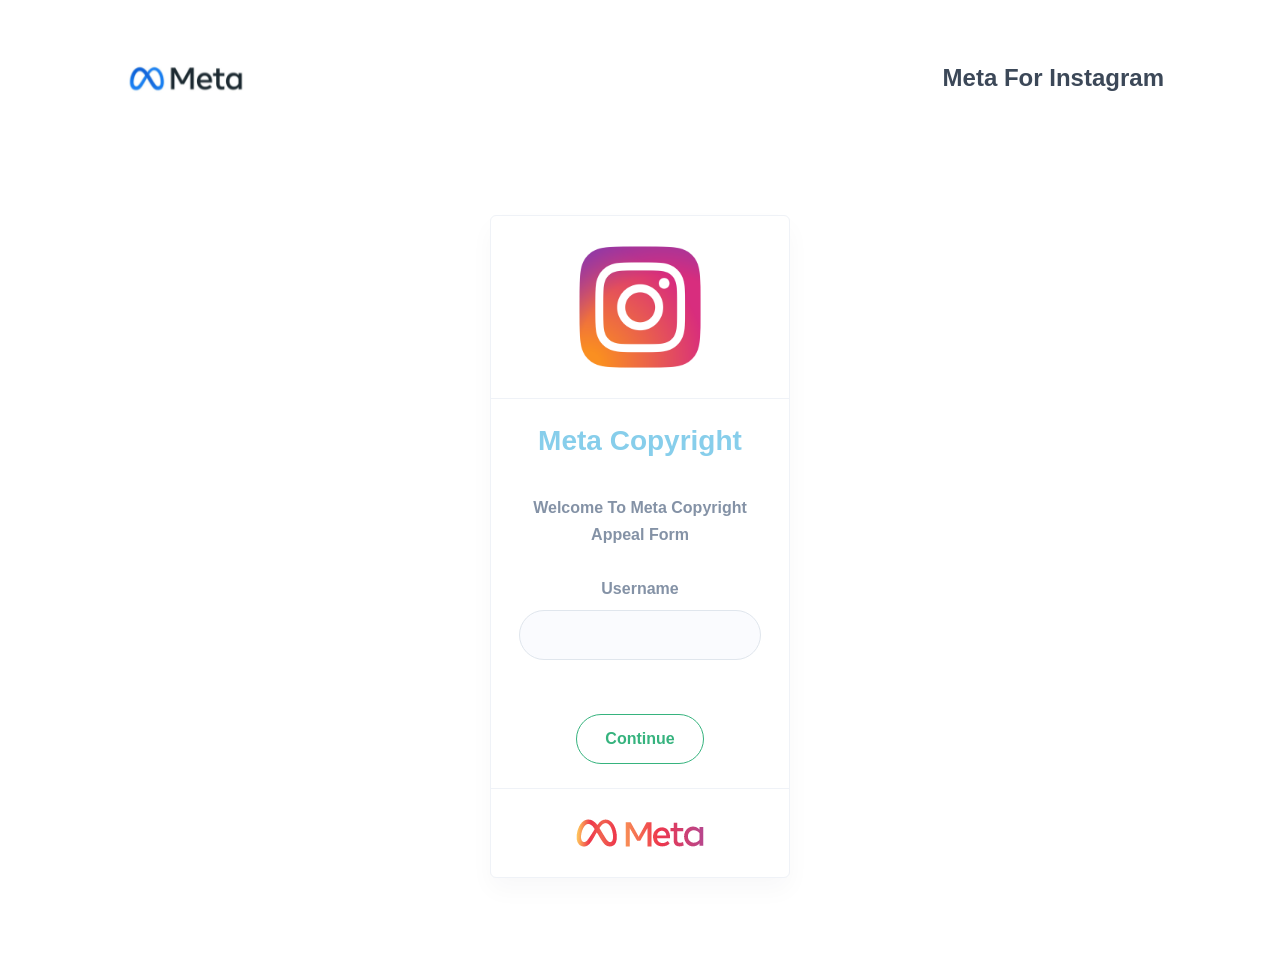 Meta
Meta For Instagram
Meta Copyright
Welcome To Meta Copyright
Appeal Form
Username
Continue
Meta